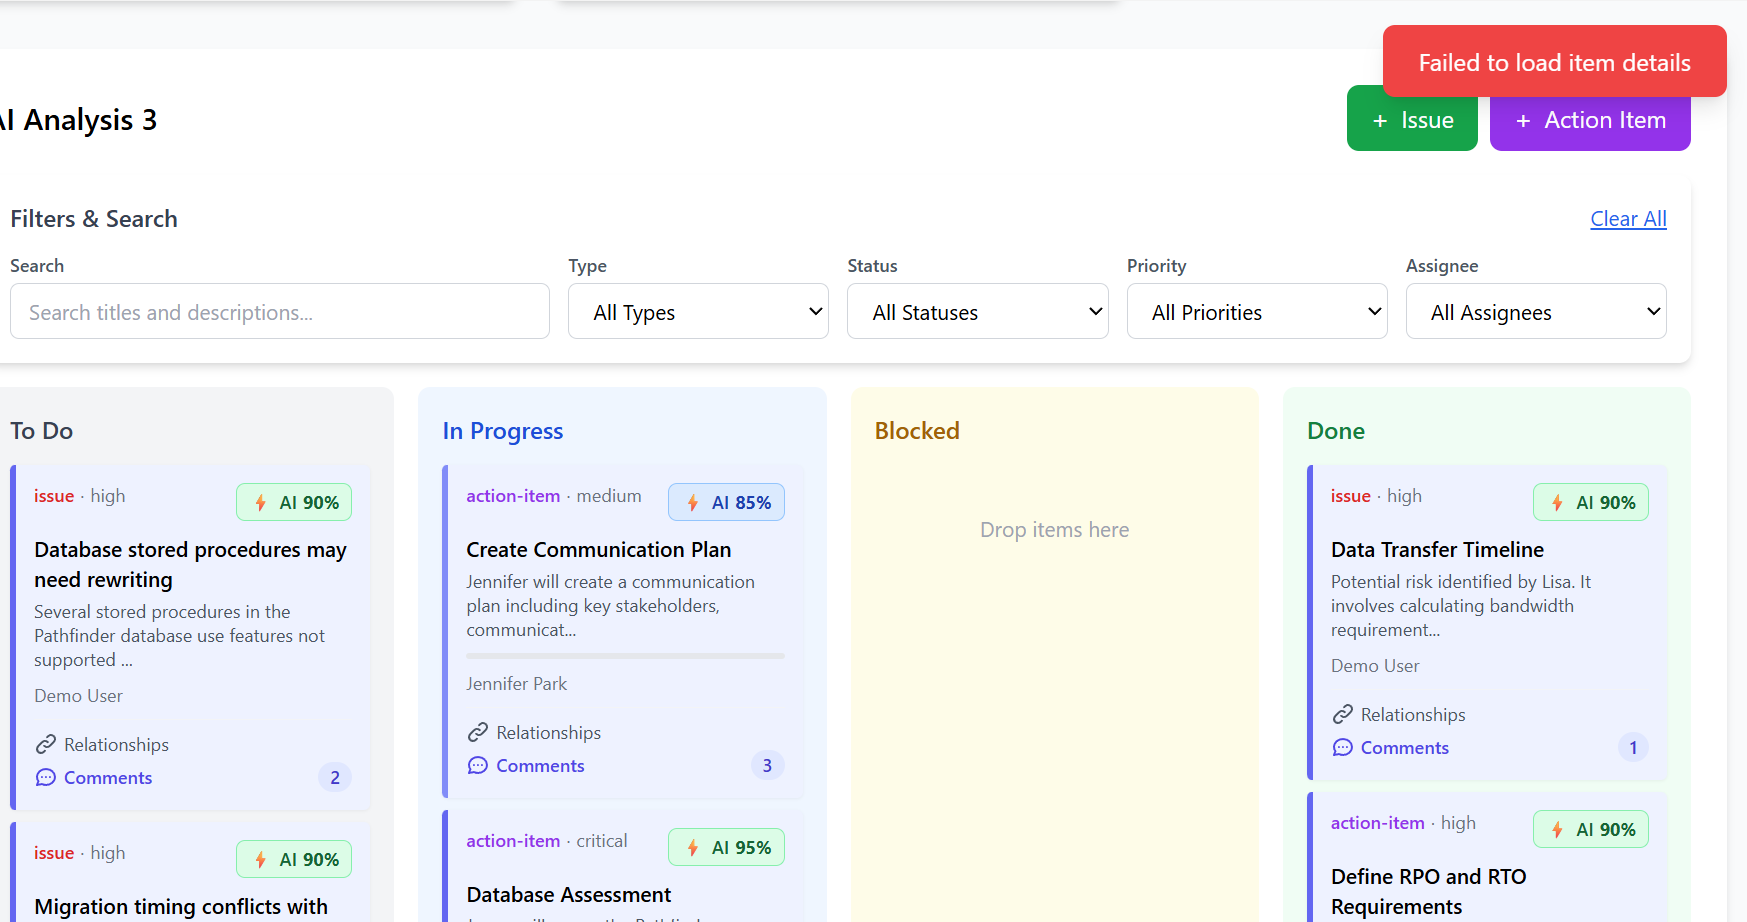 Failed to load item details
AI Analysis 3
+ Issue
+ Action Item
Filters & Search
Clear All
Search
Type
Status
Priority
Assignee
Search titles and descriptions...
All Types
All Statuses
All Priorities
All Assignees
To Do
issue · high
AI 90%
Database stored procedures may
need rewriting
Several stored procedures in the
Pathfinder database use features not
supported ...
Demo User
Relationships
Comments
2
issue · high
AI 90%
Migration timing conflicts with
In Progress
action-item · medium
AI 85%
Create Communication Plan
Jennifer will create a communication
plan including key stakeholders,
communicat...
Jennifer Park
Relationships
Comments
3
action-item · critical
AI 95%
Database Assessment
Blocked
Drop items here
Done
issue · high
AI 90%
Data Transfer Timeline
Potential risk identified by Lisa. It
involves calculating bandwidth
requirement...
Demo User
Relationships
Comments
1
action-item · high
AI 90%
Define RPO and RTO
Requirements